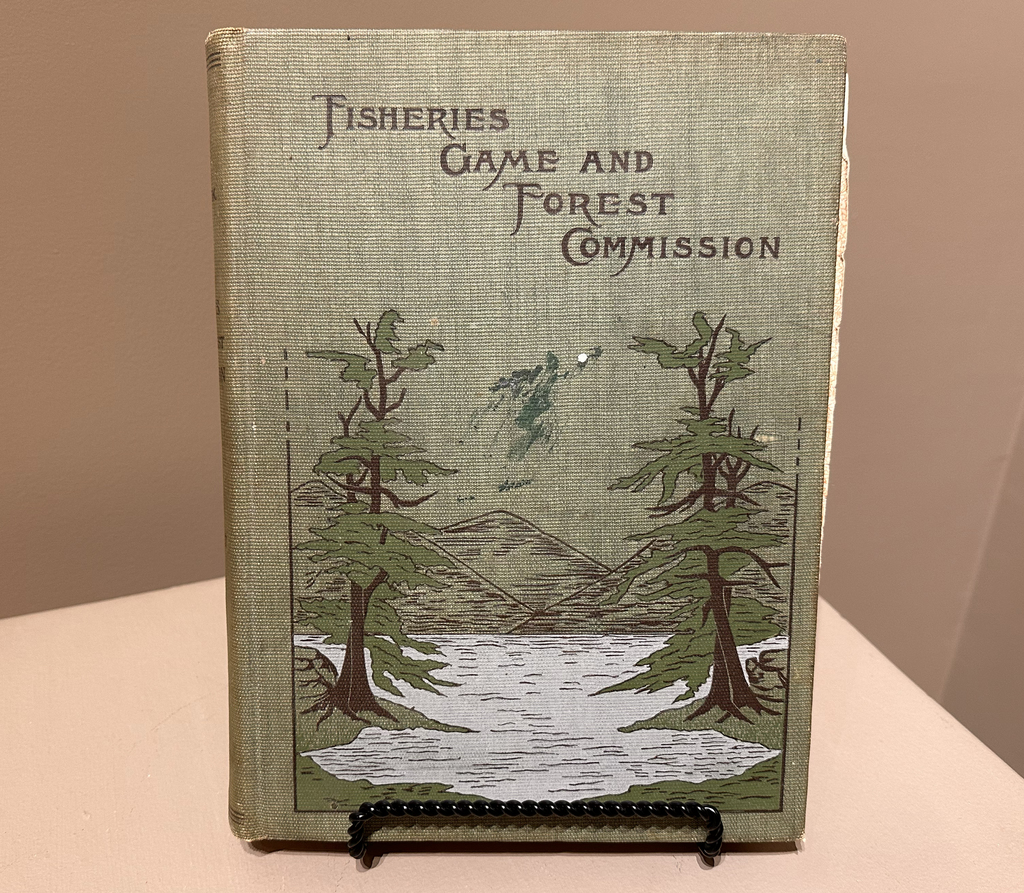 FISHERIES
GAME AND
FOREST
COMMISSION